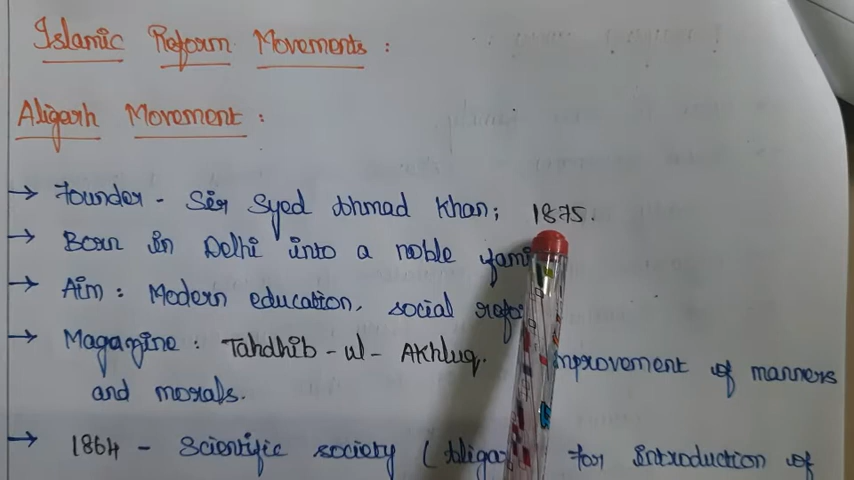 Islamic Reform Movements :
Aligarh Movement :
→ Founder - Sir Syed Ahmad Khan; 1875.
→ Born in Delhi into a noble
→ Aim : Modern education, social
→ Magazine : Tahdhib-ul-Akhluq. improvement of manners
and morals.
→ 1864 - Scientific society ( for introduction of